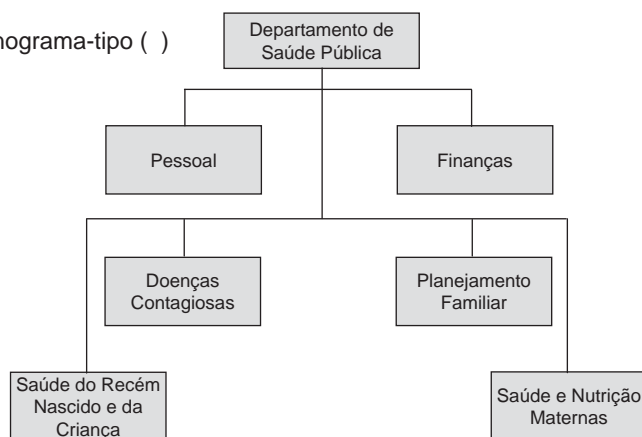 nograma-tipo ( )
Departamento de
Saúde Pública
Pessoal
Finanças
Doenças
Contagiosas
Planejamento
Familiar
Saúde do Recém
Nascido e da
Criança
Saúde e Nutrição
Maternas